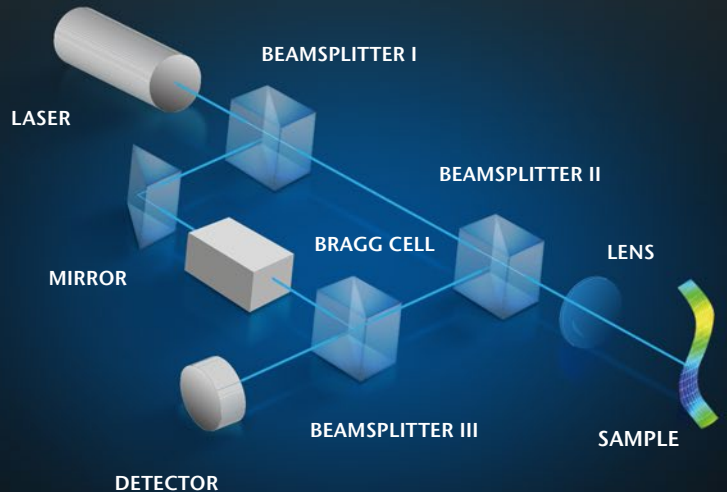 BEAMSPLITTER I
LASER
BEAMSPLITTER II
BRAGG CELL
LENS
MIRROR
BEAMSPLITTER III
SAMPLE
DETECTOR